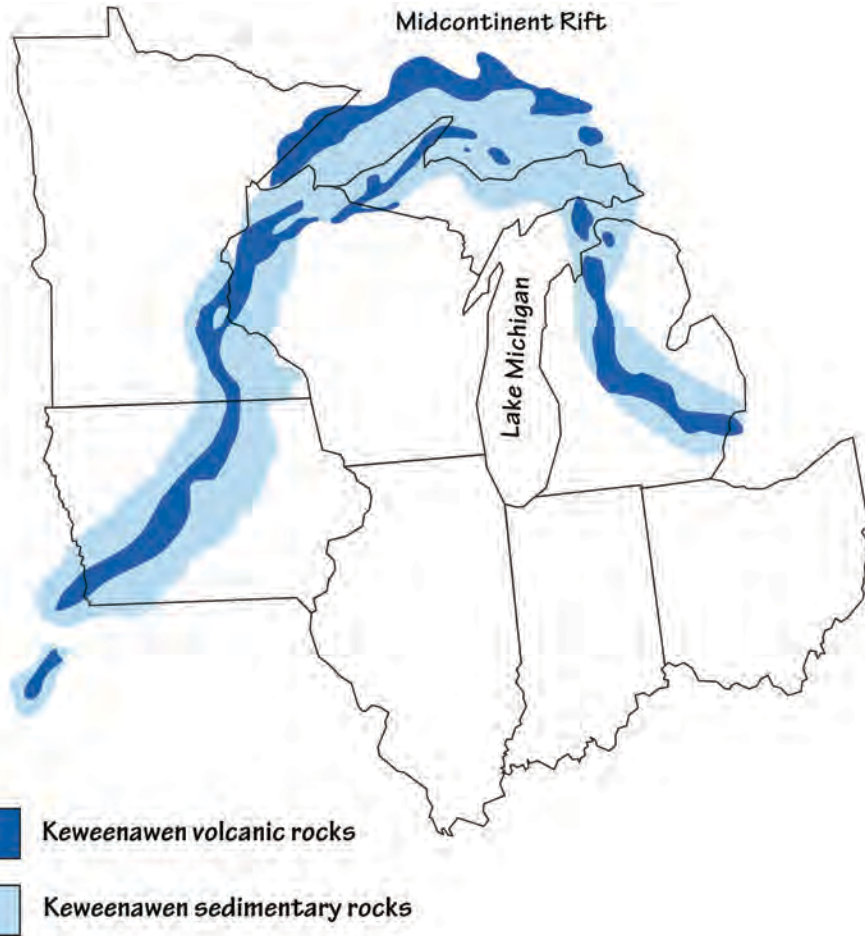 Midcontinent Rift
Lake Michigan
Keweenawen volcanic rocks
Keweenawen sedimentary rocks